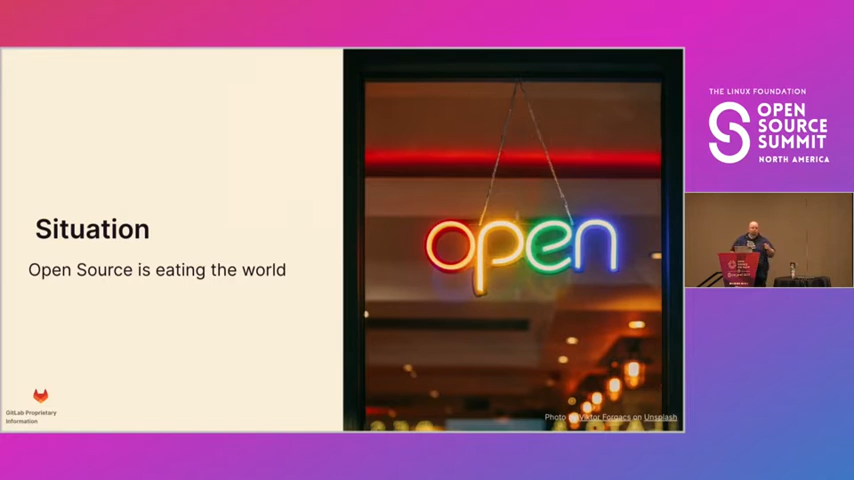 Situation
Open Source is eating the world
GitLab Proprietary
Information
open
Photo by Viktor Forgacs on Unsplash
THE LINUX FOUNDATION
OPEN
SOURCE
SUMMIT
NORTH AMERICA